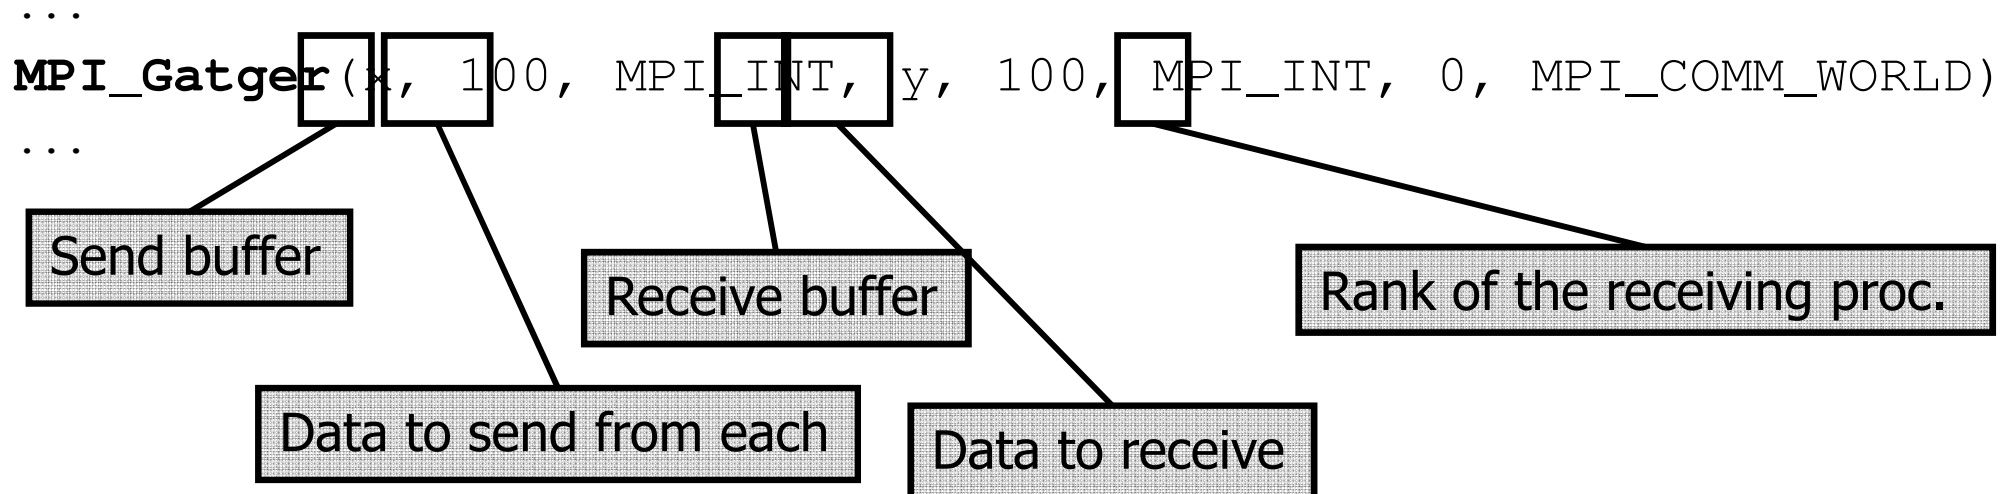 ...
MPI_Gatger(x, 100, MPI_INT, y, 100, MPI_INT, 0, MPI_COMM_WORLD)
...
Send buffer
Receive buffer
Rank of the receiving proc.
Data to send from each
Data to receive